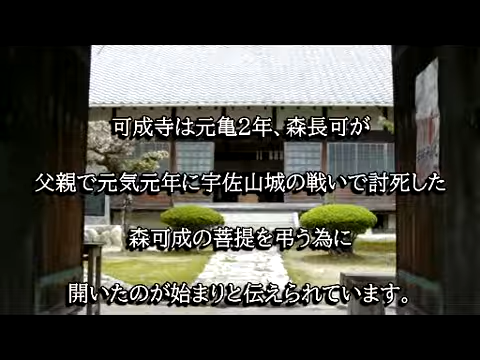 可成寺は元亀2年、森長可が
父親で元気元年に宇佐山城の戦いで討死した
森可成の菩提を弔う為に
開いたのが始まりと伝えられています。